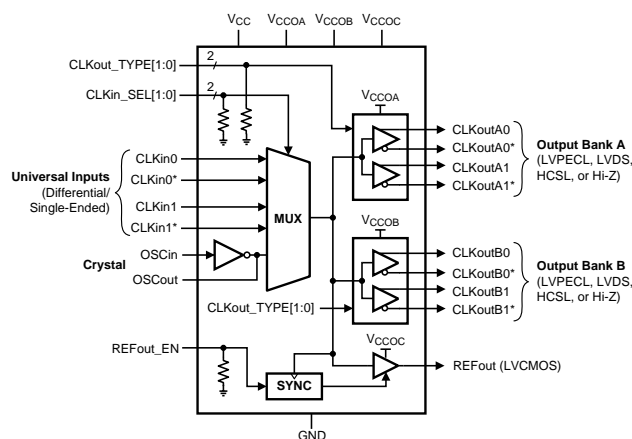 VCC VCCOA VCCOB VCCOC
CLKout_TYPE[1:0]
2
CLKin_SEL[1:0]
2
VCCOA
CLKoutA0
CLKoutA0*
CLKoutA1
CLKoutA1*
Output Bank A
(LVPECL, LVDS,
HCSL, or Hi-Z)
Universal Inputs
(Differential/
Single-Ended)
CLKin0
CLKin0*
CLKin1
CLKin1*
MUX
Crystal
OSCin
OSCout
VCCOB
CLKoutB0
CLKoutB0*
CLKoutB1
CLKoutB1*
Output Bank B
(LVPECL, LVDS,
HCSL, or Hi-Z)
CLKout_TYPE[1:0]
REFout_EN
SYNC
VCCOC
REFout (LVCMOS)
GND